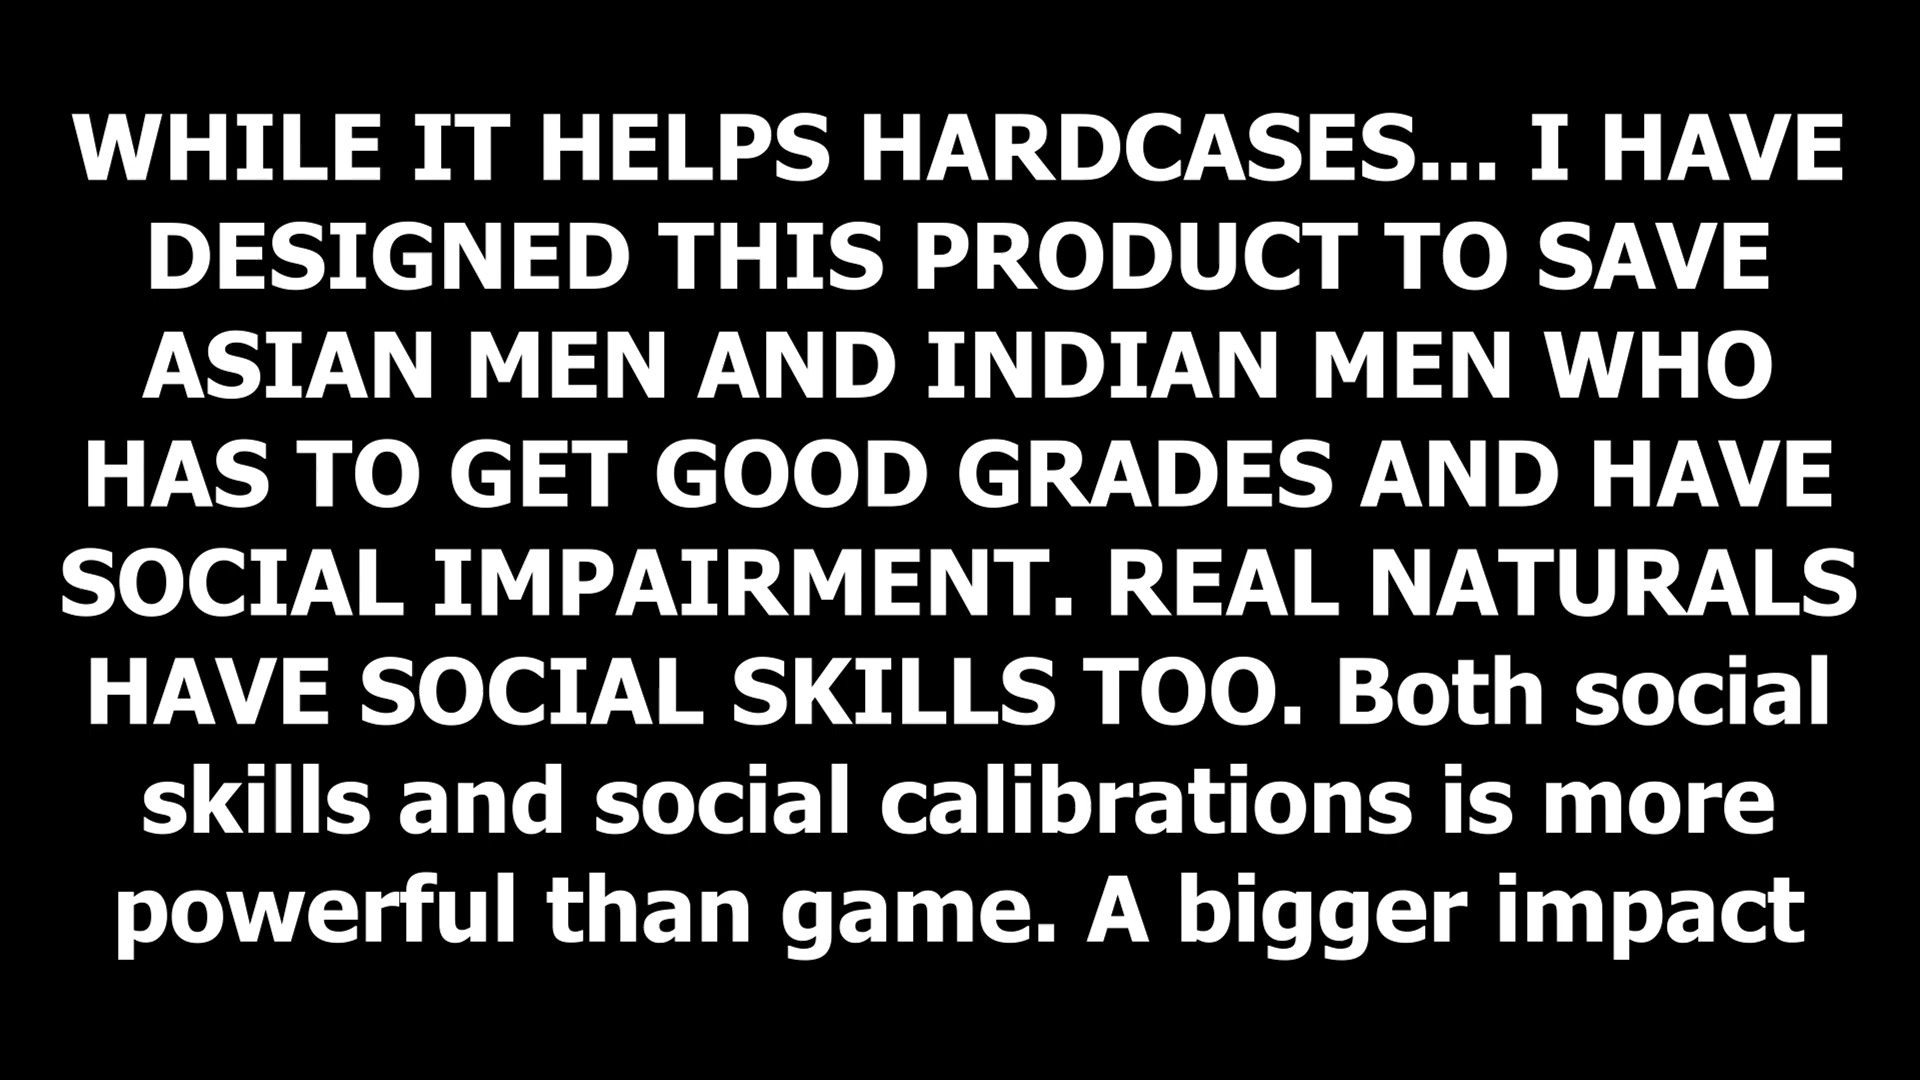 WHILE IT HELPS HARDCASES... I HAVE
DESIGNED THIS PRODUCT TO SAVE
ASIAN MEN AND INDIAN MEN WHO
HAS TO GET GOOD GRADES AND HAVE
SOCIAL IMPAIRMENT. REAL NATURALS
HAVE SOCIAL SKILLS TOO. Both social
skills and social calibrations is more
powerful than game. A bigger impact